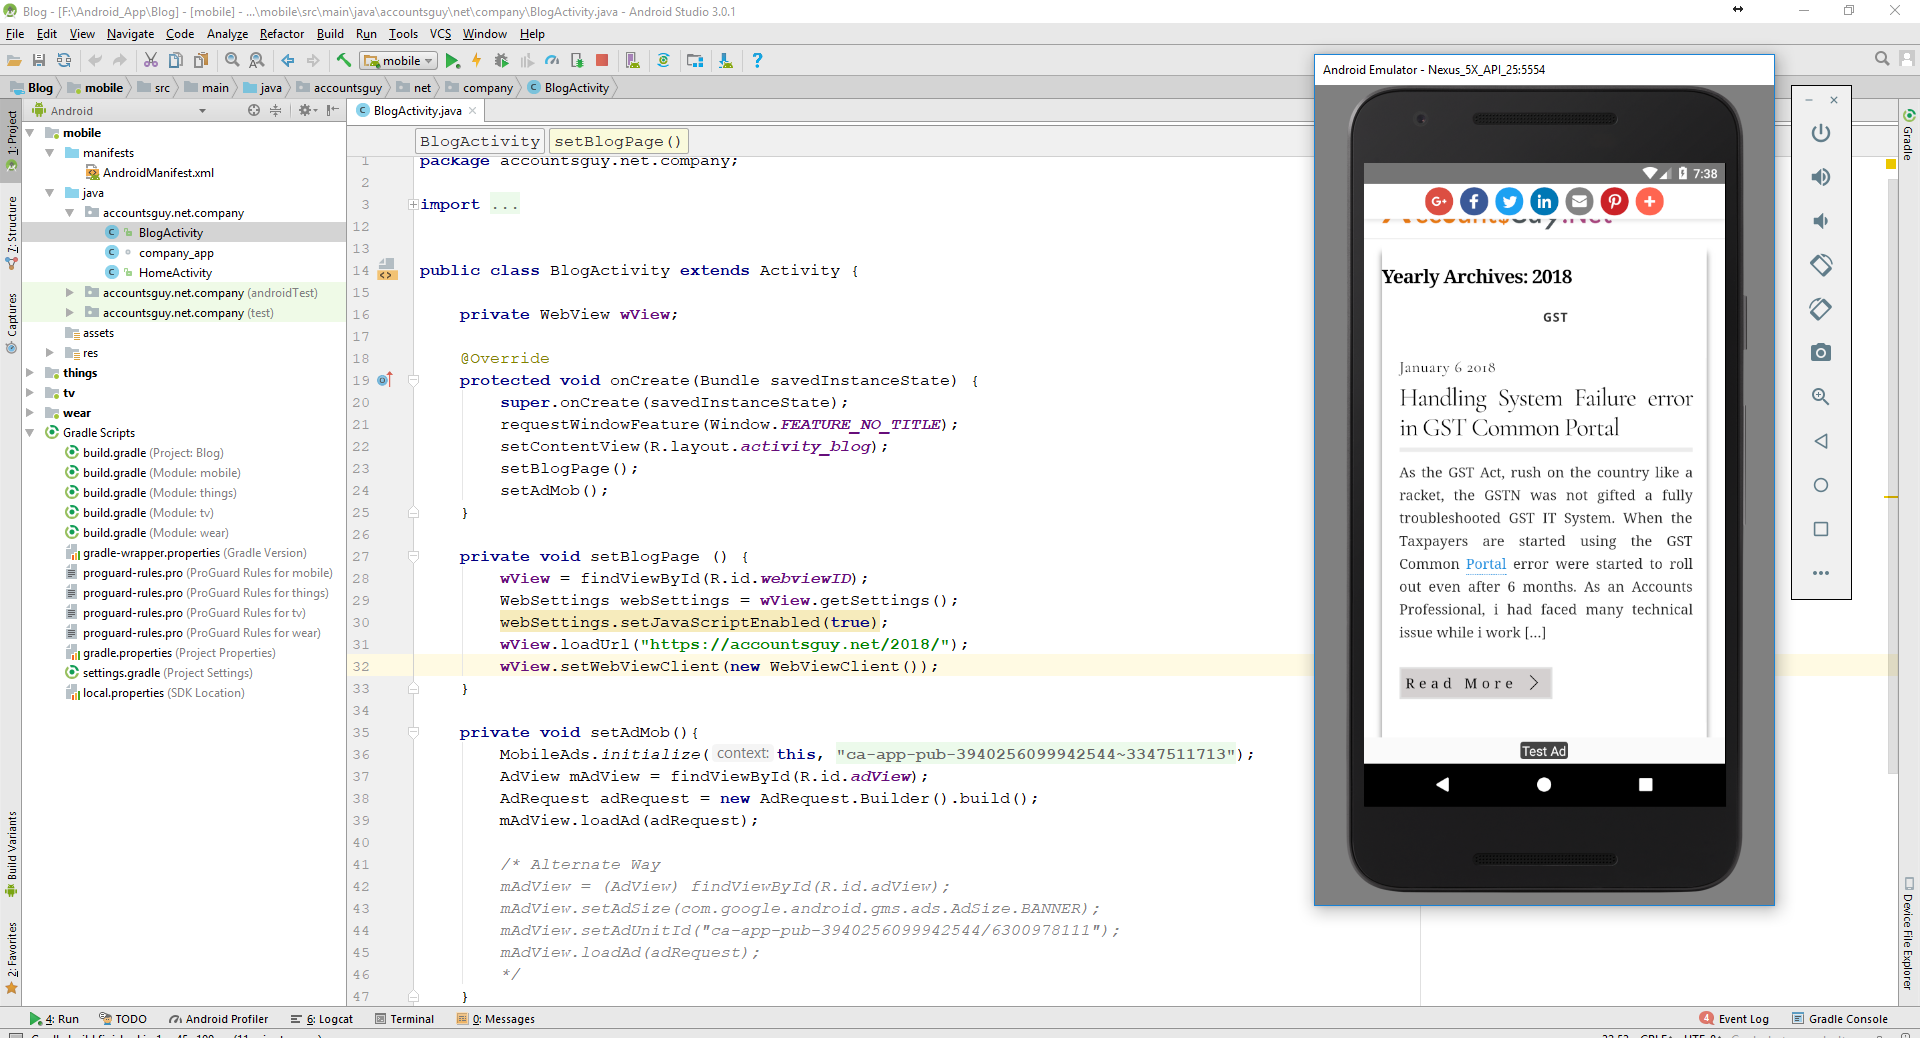 Blog - [F:\Android_App\Blog] - [mobile] - ...\mobile\src\main\java\accountsguy\net\company\BlogActivity.java - Android Studio 3.0.1
File Edit View Navigate Code Analyze Refactor Build Run Tools VCS Window Help
mobile
Blog mobile src main java accountsguy net company BlogActivity
1: Project
7: Structure
Captures
Build Variants
2: Favorites
Android
mobile
manifests
AndroidManifest.xml
java
accountsguy.net.company
BlogActivity
company_app
HomeActivity
accountsguy.net.company (androidTest)
accountsguy.net.company (test)
assets
res
things
tv
wear
Gradle Scripts
build.gradle (Project: Blog)
build.gradle (Module: mobile)
build.gradle (Module: things)
build.gradle (Module: tv)
build.gradle (Module: wear)
gradle-wrapper.properties (Gradle Version)
proguard-rules.pro (ProGuard Rules for mobile)
proguard-rules.pro (ProGuard Rules for things)
proguard-rules.pro (ProGuard Rules for tv)
proguard-rules.pro (ProGuard Rules for wear)
gradle.properties (Project Properties)
settings.gradle (Project Settings)
local.properties (SDK Location)
BlogActivity.java
BlogActivity setBlogPage()
1 package accountsguy.net.company;
2
3 import ...
12
13
14 public class BlogActivity extends Activity {
15
16 private WebView wView;
17
18 @Override
19 protected void onCreate(Bundle savedInstanceState) {
20 super.onCreate(savedInstanceState);
21 requestWindowFeature(Window.FEATURE_NO_TITLE);
22 setContentView(R.layout.activity_blog);
23 setBlogPage();
24 setAdMob();
25 }
26
27 private void setBlogPage () {
28 wView = findViewById(R.id.webviewID);
29 WebSettings webSettings = wView.getSettings();
30 webSettings.setJavaScriptEnabled(true);
31 wView.loadUrl("https://accountsguy.net/2018/");
32 wView.setWebViewClient(new WebViewClient());
33 }
34
35 private void setAdMob(){
36 MobileAds.initialize( context: this, "ca-app-pub-3940256099942544~3347511713");
37 AdView mAdView = findViewById(R.id.adView);
38 AdRequest adRequest = new AdRequest.Builder().build();
39 mAdView.loadAd(adRequest);
40
41 /* Alternate Way
42 mAdView = (AdView) findViewById(R.id.adView);
43 mAdView.setAdSize(com.google.android.gms.ads.AdSize.BANNER);
44 mAdView.setAdUnitId("ca-app-pub-3940256099942544/6300978111");
45 mAdView.loadAd(adRequest);
46 */
47 }
Android Emulator - Nexus_5X_API_25:5554
7:38
AccountsGuy.Net
Yearly Archives: 2018
GST
January 6 2018
Handling System Failure error
in GST Common Portal
As the GST Act, rush on the country like a
racket, the GSTN was not gifted a fully
troubleshooted GST IT System. When the
Taxpayers are started using the GST
Common Portal error were started to roll
out even after 6 months. As an Accounts
Professional, i had faced many technical
issue while i work [...]
Read More
Test Ad
Gradle
Device File Explorer
4: Run TODO Android Profiler 6: Logcat Terminal 0: Messages
4 Event Log Gradle Console